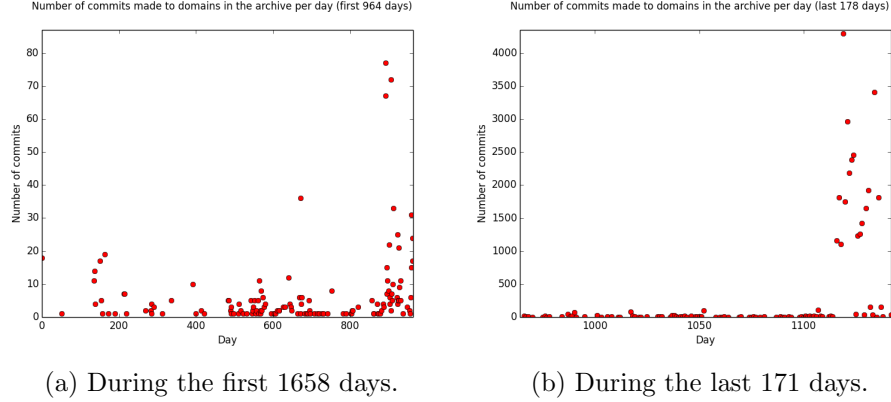 Number of commits made to domains in the archive per day (first 964 days)
Number of commits
80
70
60
50
40
30
20
10
0
0 200 400 600 800
Day
(a) During the first 1658 days.
Number of commits made to domains in the archive per day (last 178 days)
Number of commits
4000
3500
3000
2500
2000
1500
1000
500
0
1000 1050 1100
Day
(b) During the last 171 days.